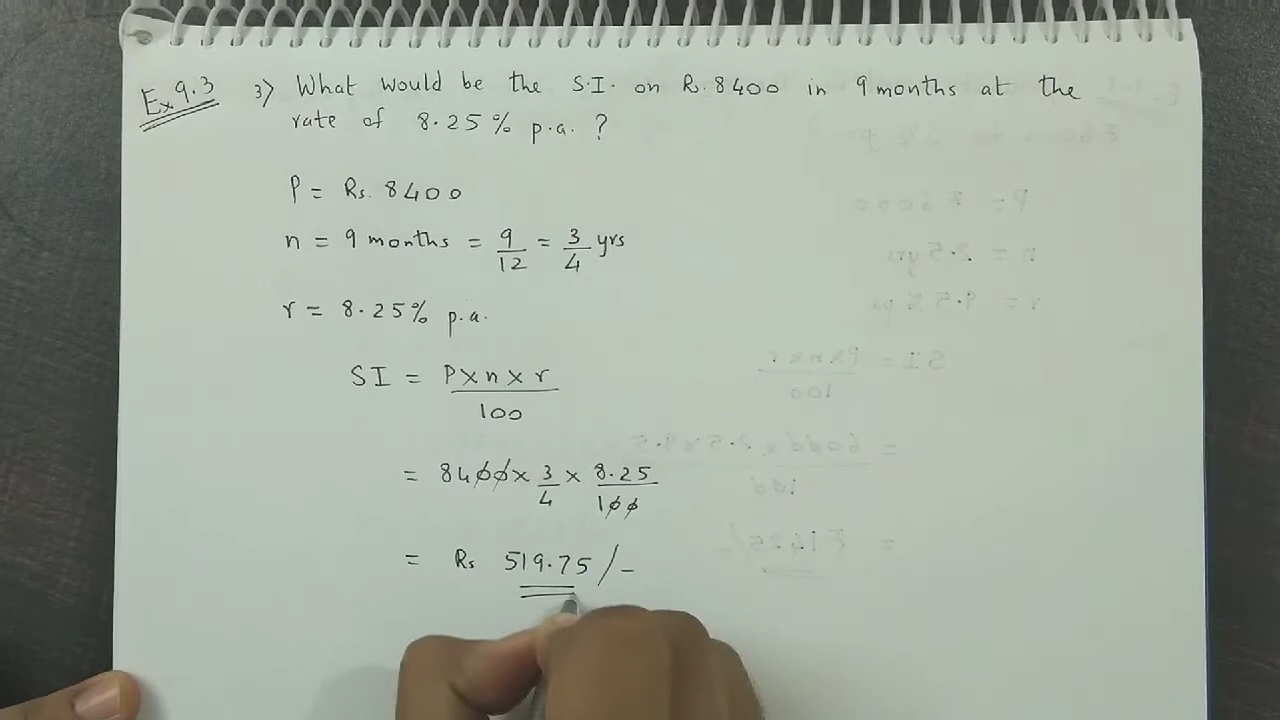 Ex 9.3
3) What would be the S.I. on Rs. 8400 in 9 months at the
rate of 8.25% p.a. ?
P = Rs. 8400
n = 9 months = 9/12 = 3/4 yrs
r = 8.25% p.a.
SI = P×n×r / 100
= 8400 × 3/4 × 8.25/100
= Rs 519.75/-